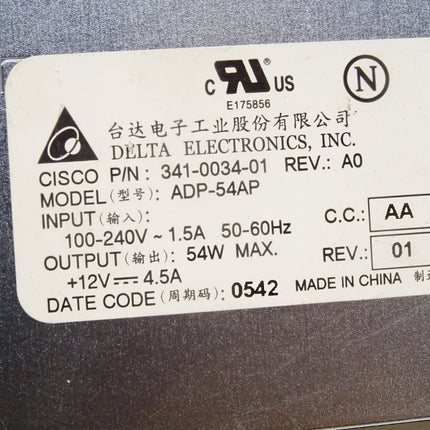 c RU US
E175856
N
台达电子工业股份有限公司
DELTA ELECTRONICS, INC.
CISCO P/N : 341-0034-01 REV.: A0
MODEL (型号): ADP-54AP
INPUT (输入):
100-240V ~ 1.5A 50-60Hz
C.C.: AA
OUTPUT (输出): 54W MAX.
REV.: 01
+12V⎓4.5A
DATE CODE (周期码): 0542
MADE IN CHINA 制